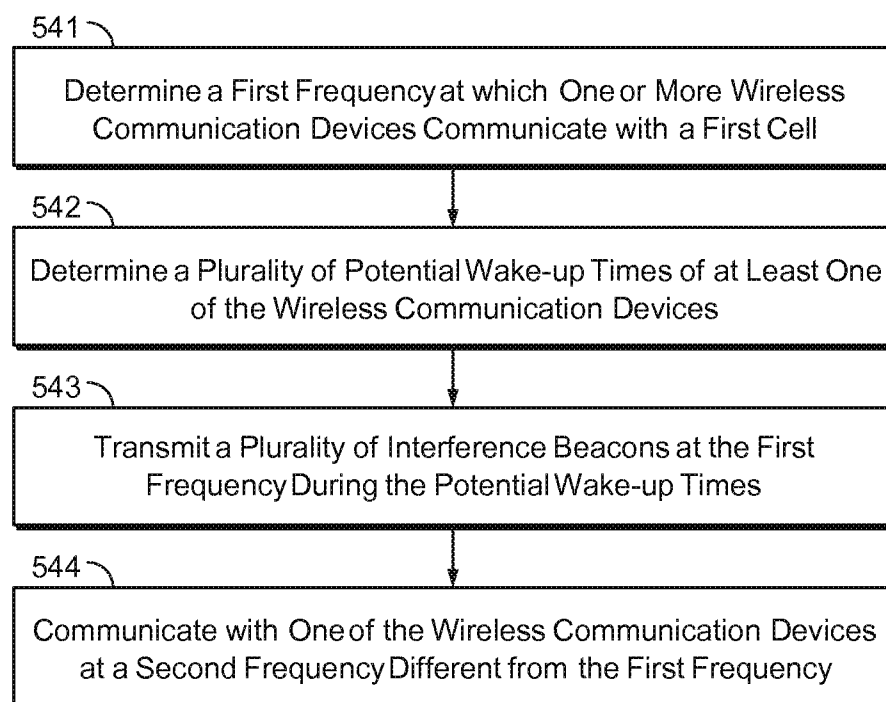 541
Determine a First Frequency at which One or More Wireless
Communication Devices Communicate with a First Cell
542
Determine a Plurality of Potential Wake-up Times of at Least One
of the Wireless Communication Devices
543
Transmit a Plurality of Interference Beacons at the First
Frequency During the Potential Wake-up Times
544
Communicate with One of the Wireless Communication Devices
at a Second Frequency Different from the First Frequency